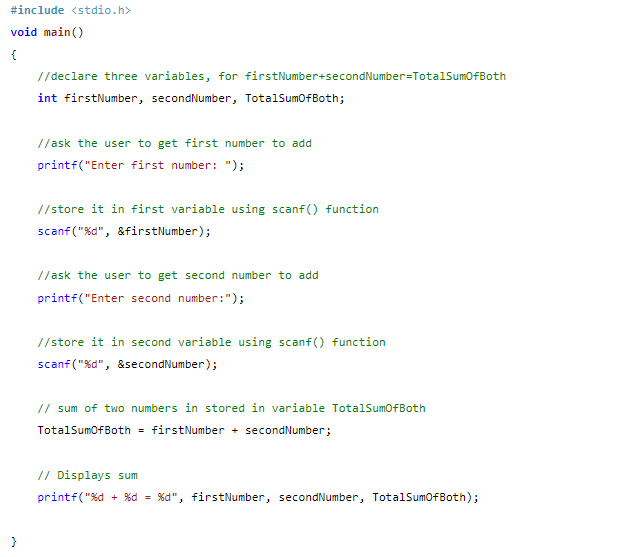 #include <stdio.h>
void main()
{
//declare three variables, for firstNumber+secondNumber=TotalSumOfBoth
int firstNumber, secondNumber, TotalSumOfBoth;
//ask the user to get first number to add
printf("Enter first number: ");
//store it in first variable using scanf() function
scanf("%d", &firstNumber);
//ask the user to get second number to add
printf("Enter second number:");
//store it in second variable using scanf() function
scanf("%d", &secondNumber);
// sum of two numbers in stored in variable TotalSumOfBoth
TotalSumOfBoth = firstNumber + secondNumber;
// Displays sum
printf("%d + %d = %d", firstNumber, secondNumber, TotalSumOfBoth);
}